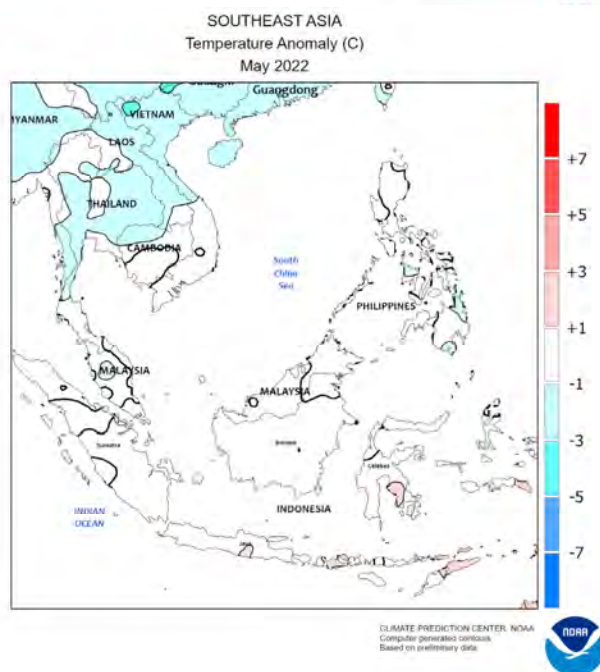 SOUTHEAST ASIA
Temperature Anomaly (C)
May 2022
Guangdong
VIETNAM
LAOS
THAILAND
CAMBODIA
South
China
Sea
PHILIPPINES
MALAYSIA
MALAYSIA
Sumatra
Celebes
INDIAN
OCEAN
INDONESIA
+7
+5
+3
+1
-1
-3
-5
-7
CLIMATE PREDICTION CENTER, NOAA
Computer generated contours
Based on preliminary data
NOAA